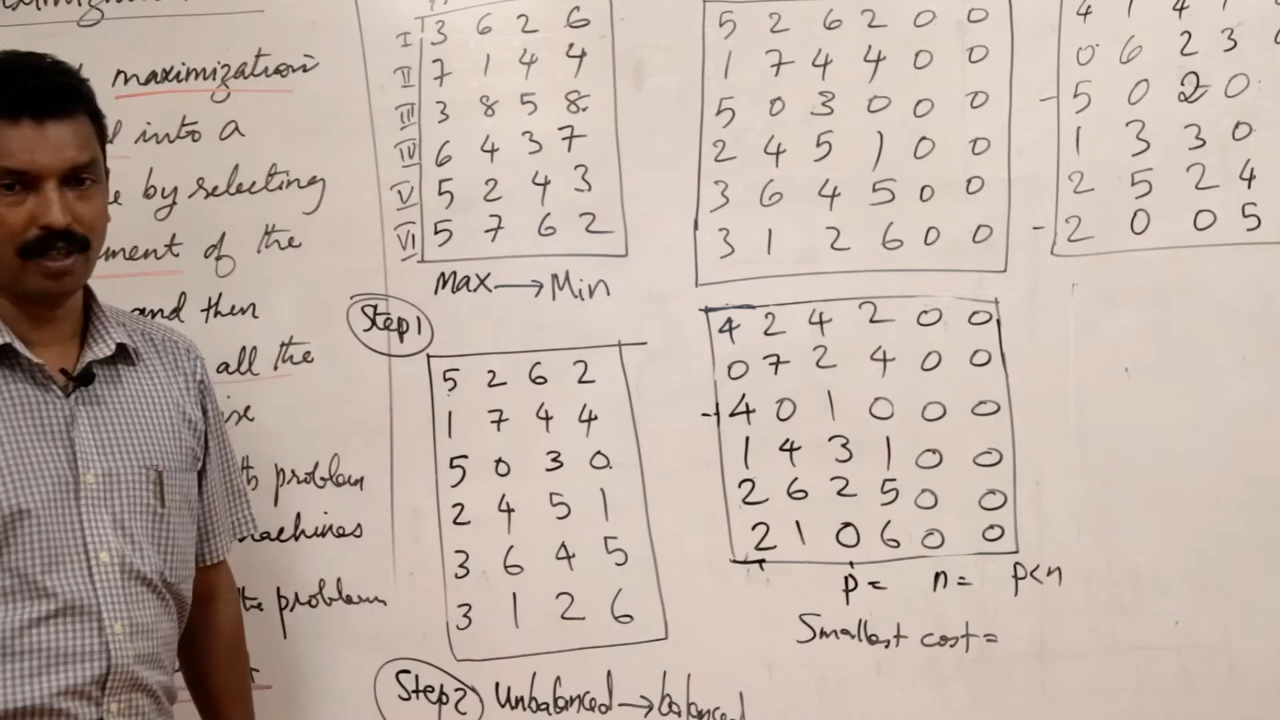 maximization
into a
by selecting
ment of the
and then
all the
problem
machines
the problem
I 3 6 2 6
II 7 1 4 4
III 3 8 5 8
IV 6 4 3 7
V 5 2 4 3
VI 5 7 6 2
Max → Min
Step 1
5 2 6 2
1 7 4 4
5 0 3 0
2 4 5 1
3 6 4 5
3 1 2 6
Step 2 Unbalanced → balanced
5 2 6 2 0 0
1 7 4 4 0 0
5 0 3 0 0 0
2 4 5 1 0 0
3 6 4 5 0 0
3 1 2 6 0 0
4 2 4 2 0 0
0 7 2 4 0 0
4 0 1 0 0 0
1 4 3 1 0 0
2 6 2 5 0 0
2 1 0 6 0 0
p = n = p<n
Smallest cost =
4 1 4 1
0 6 2 3
5 0 2 0
1 3 3 0
2 5 2 4
2 0 0 5